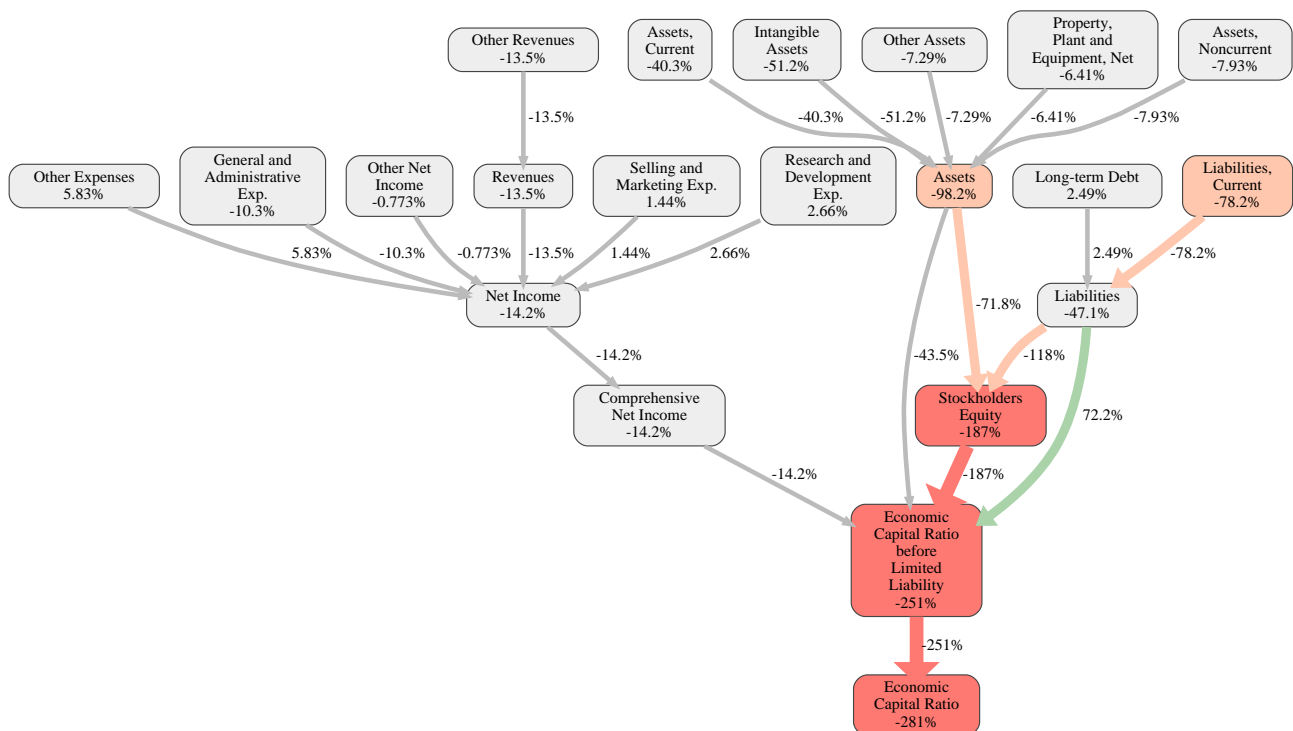 Other Revenues
-13.5%
Assets,
Current
-40.3%
Intangible
Assets
-51.2%
Other Assets
-7.29%
Property,
Plant and
Equipment, Net
-6.41%
Assets,
Noncurrent
-7.93%
-13.5%
-40.3%
-51.2%
-7.29%
-6.41%
-7.93%
Other Expenses
5.83%
General and
Administrative
Exp.
-10.3%
Other Net
Income
-0.773%
Revenues
-13.5%
Selling and
Marketing Exp.
1.44%
Research and
Development
Exp.
2.66%
Assets
-98.2%
Long-term Debt
2.49%
Liabilities,
Current
-78.2%
5.83%
-10.3%
-0.773%
-13.5%
1.44%
2.66%
2.49%
-78.2%
Net Income
-14.2%
Liabilities
-47.1%
-71.8%
-14.2%
-43.5%
-118%
Comprehensive
Net Income
-14.2%
Stockholders
Equity
-187%
72.2%
-14.2%
-187%
Economic
Capital Ratio
before
Limited
Liability
-251%
-251%
Economic
Capital Ratio
-281%